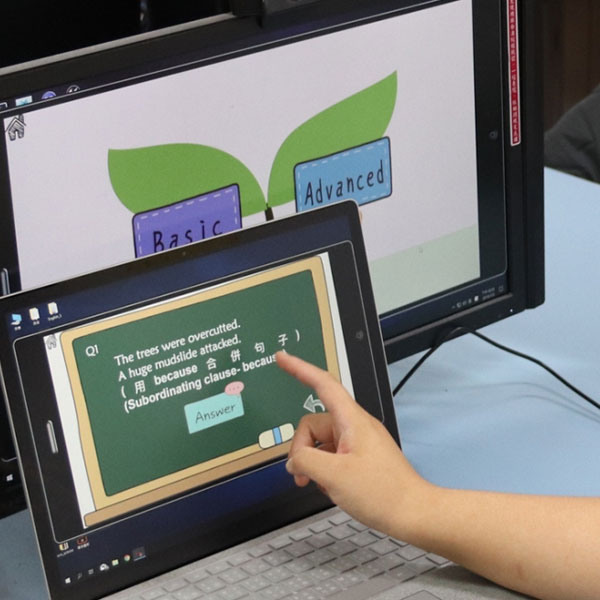 Basic
Advanced
Q1
The trees were overcutted.
A huge mudslide attacked.
( 用 because 合 併 句 子 )
(Subordinating clause- because
Answer